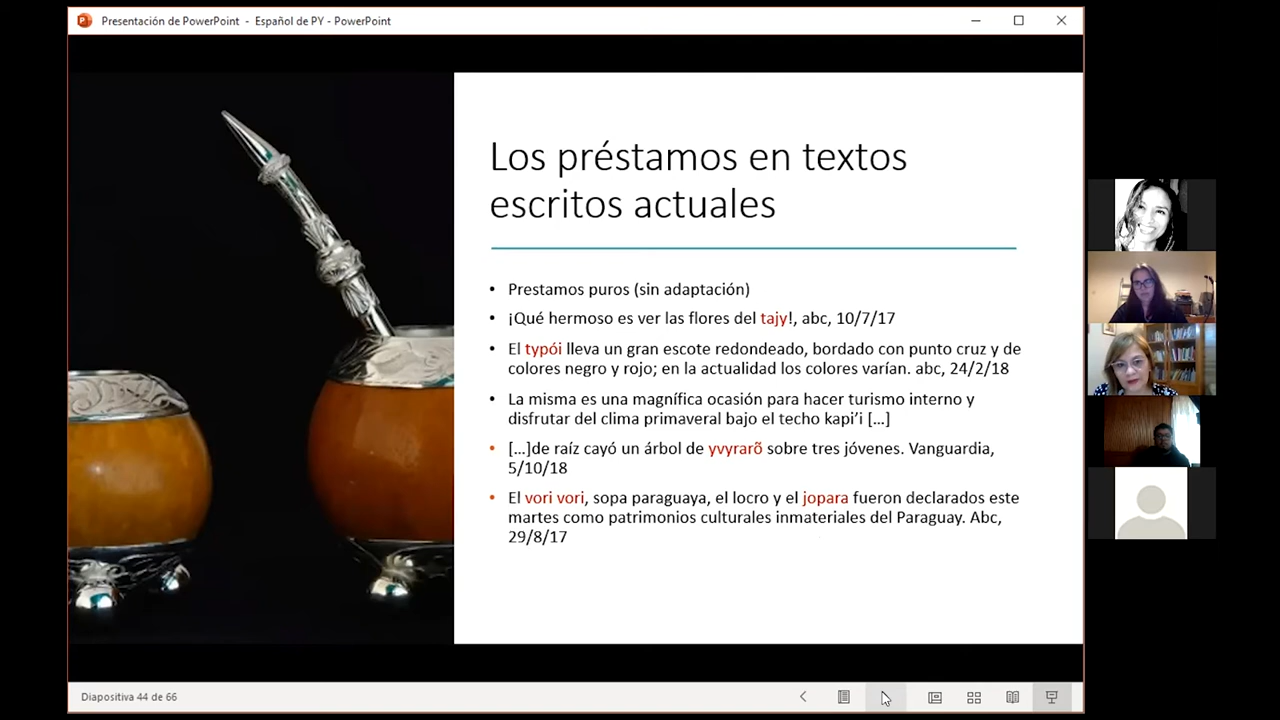 Presentación de PowerPoint - Español de PY - PowerPoint
Los préstamos en textos
escritos actuales
• Prestamos puros (sin adaptación)
• ¡Qué hermoso es ver las flores del tajy!, abc, 10/7/17
• El typói lleva un gran escote redondeado, bordado con punto cruz y de
colores negro y rojo; en la actualidad los colores varían. abc, 24/2/18
• La misma es una magnífica ocasión para hacer turismo interno y
disfrutar del clima primaveral bajo el techo kapi’i […]
• […]de raíz cayó un árbol de yvyrarõ sobre tres jóvenes. Vanguardia,
5/10/18
• El vori vori, sopa paraguaya, el locro y el jopara fueron declarados este
martes como patrimonios culturales inmateriales del Paraguay. Abc,
29/8/17
Diapositiva 44 de 66